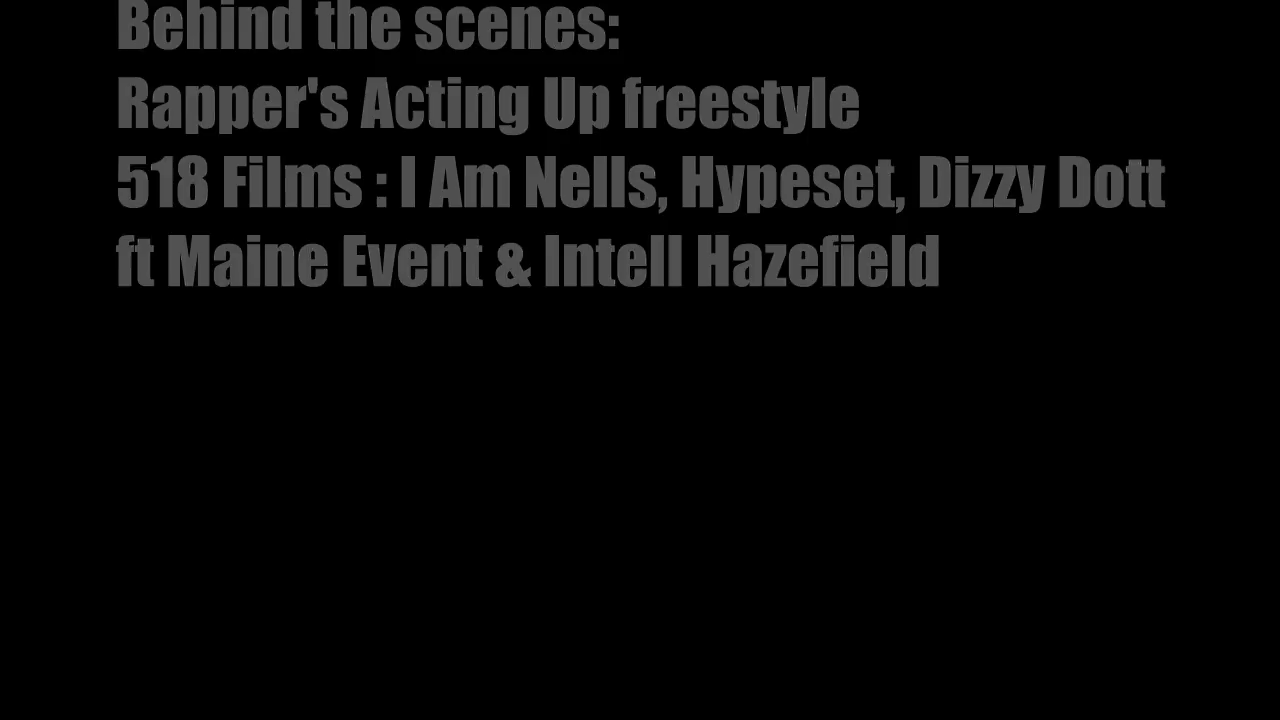 Behind the scenes:
Rapper's Acting Up freestyle
518 Films : I Am Nells, Hypeset, Dizzy Dott
ft Maine Event & Intell Hazefield